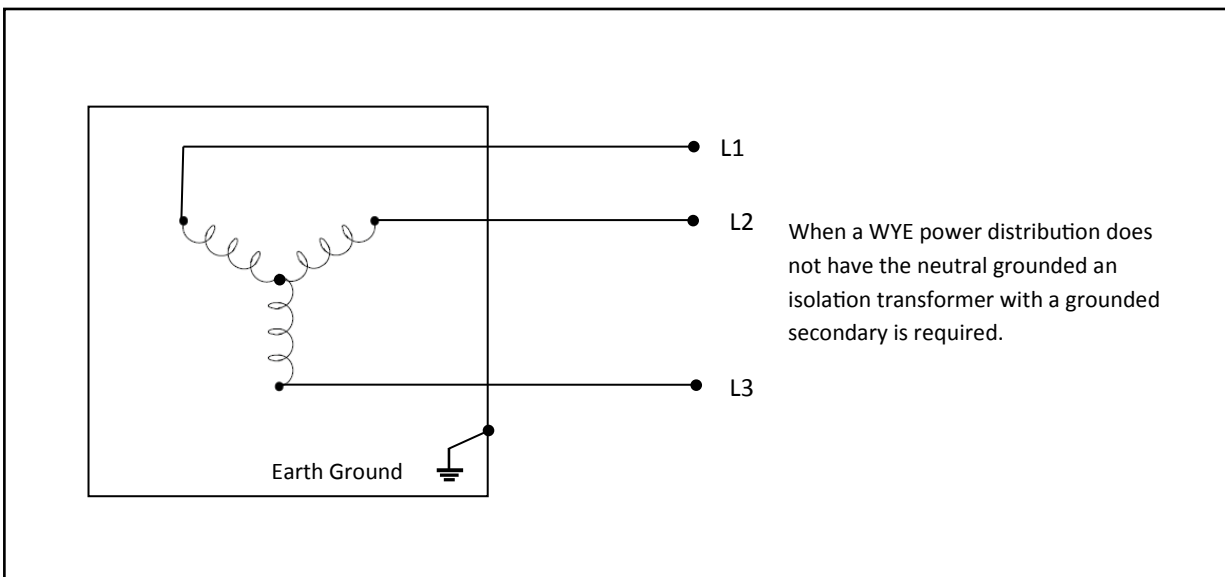 L1
L2
When a WYE power distribution does
not have the neutral grounded an
isolation transformer with a grounded
secondary is required.
L3
Earth Ground